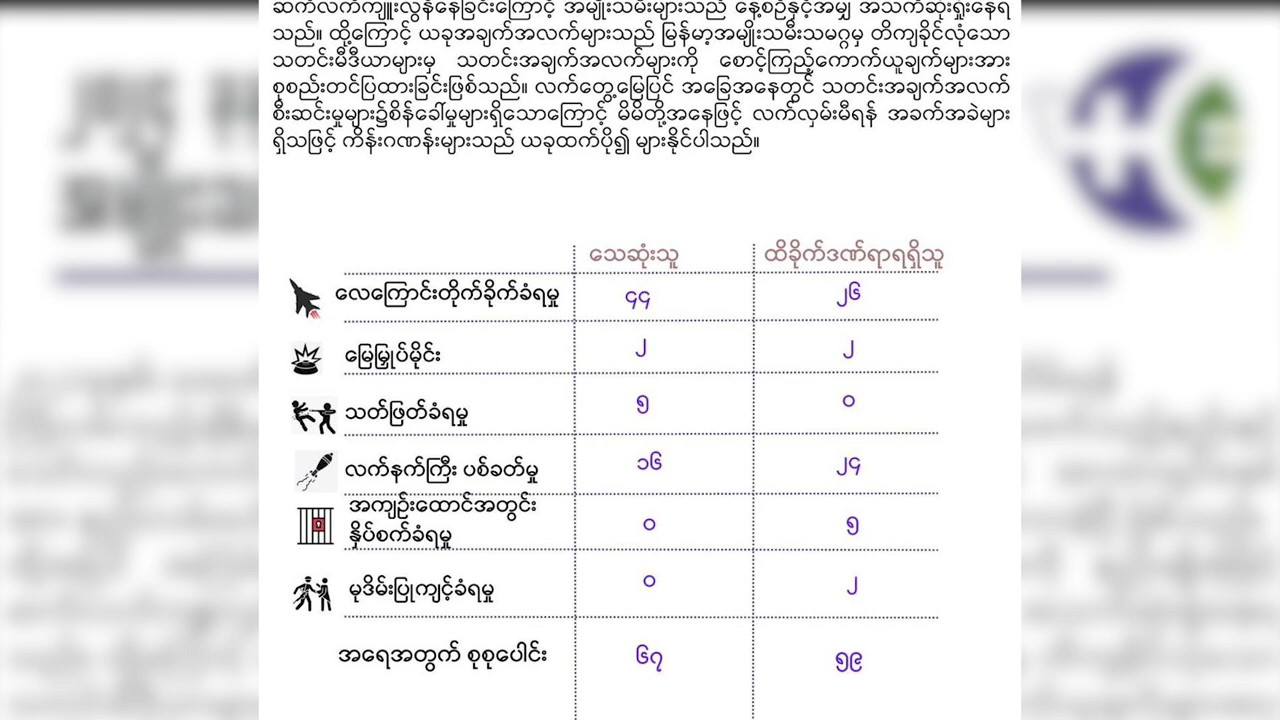 ဆက်လက်ကျူးလွန်နေခြင်းကြောင့် အမျိုးသမီးများသည် နေ့စဉ်နှင့်အမျှ အသက်ဆုံးရှုံးနေရ
သည်။ ထို့ကြောင့် ယခုအချက်အလက်များသည် မြန်မာ့အမျိုးသမီးသမဂ္ဂမှ တိကျခိုင်လုံသော
သတင်းမီဒီယာများမှ သတင်းအချက်အလက်များကို စောင့်ကြည့်ကောက်ယူချက်များအား
စုစည်းတင်ပြထားခြင်းဖြစ်သည်။ လက်တွေ့မြေပြင် အခြေအနေတွင် သတင်းအချက်အလက်
စီးဆင်းမှုများ၌စိန်ခေါ်မှုများရှိသောကြောင့် မိမိတို့အနေဖြင့် လက်လှမ်းမီရန် အခက်အခဲများ
ရှိသဖြင့် ကိန်းဂဏန်းများသည် ယခုထက်ပို၍ များနိုင်ပါသည်။
သေဆုံးသူ ထိခိုက်ဒဏ်ရာရရှိသူ
လေကြောင်းတိုက်ခိုက်ခံရမှု ၄၄ ၂၆
မြေမြှုပ်မိုင်း ၂ ၂
သတ်ဖြတ်ခံရမှု ၅ ၀
လက်နက်ကြီး ပစ်ခတ်မှု ၁၆ ၂၄
အကျဉ်းထောင်အတွင်း
နှိပ်စက်ခံရမှု ၀ ၅
မုဒိမ်းပြုကျင့်ခံရမှု ၀ ၂
အရေအတွက် စုစုပေါင်း ၆၇ ၅၉